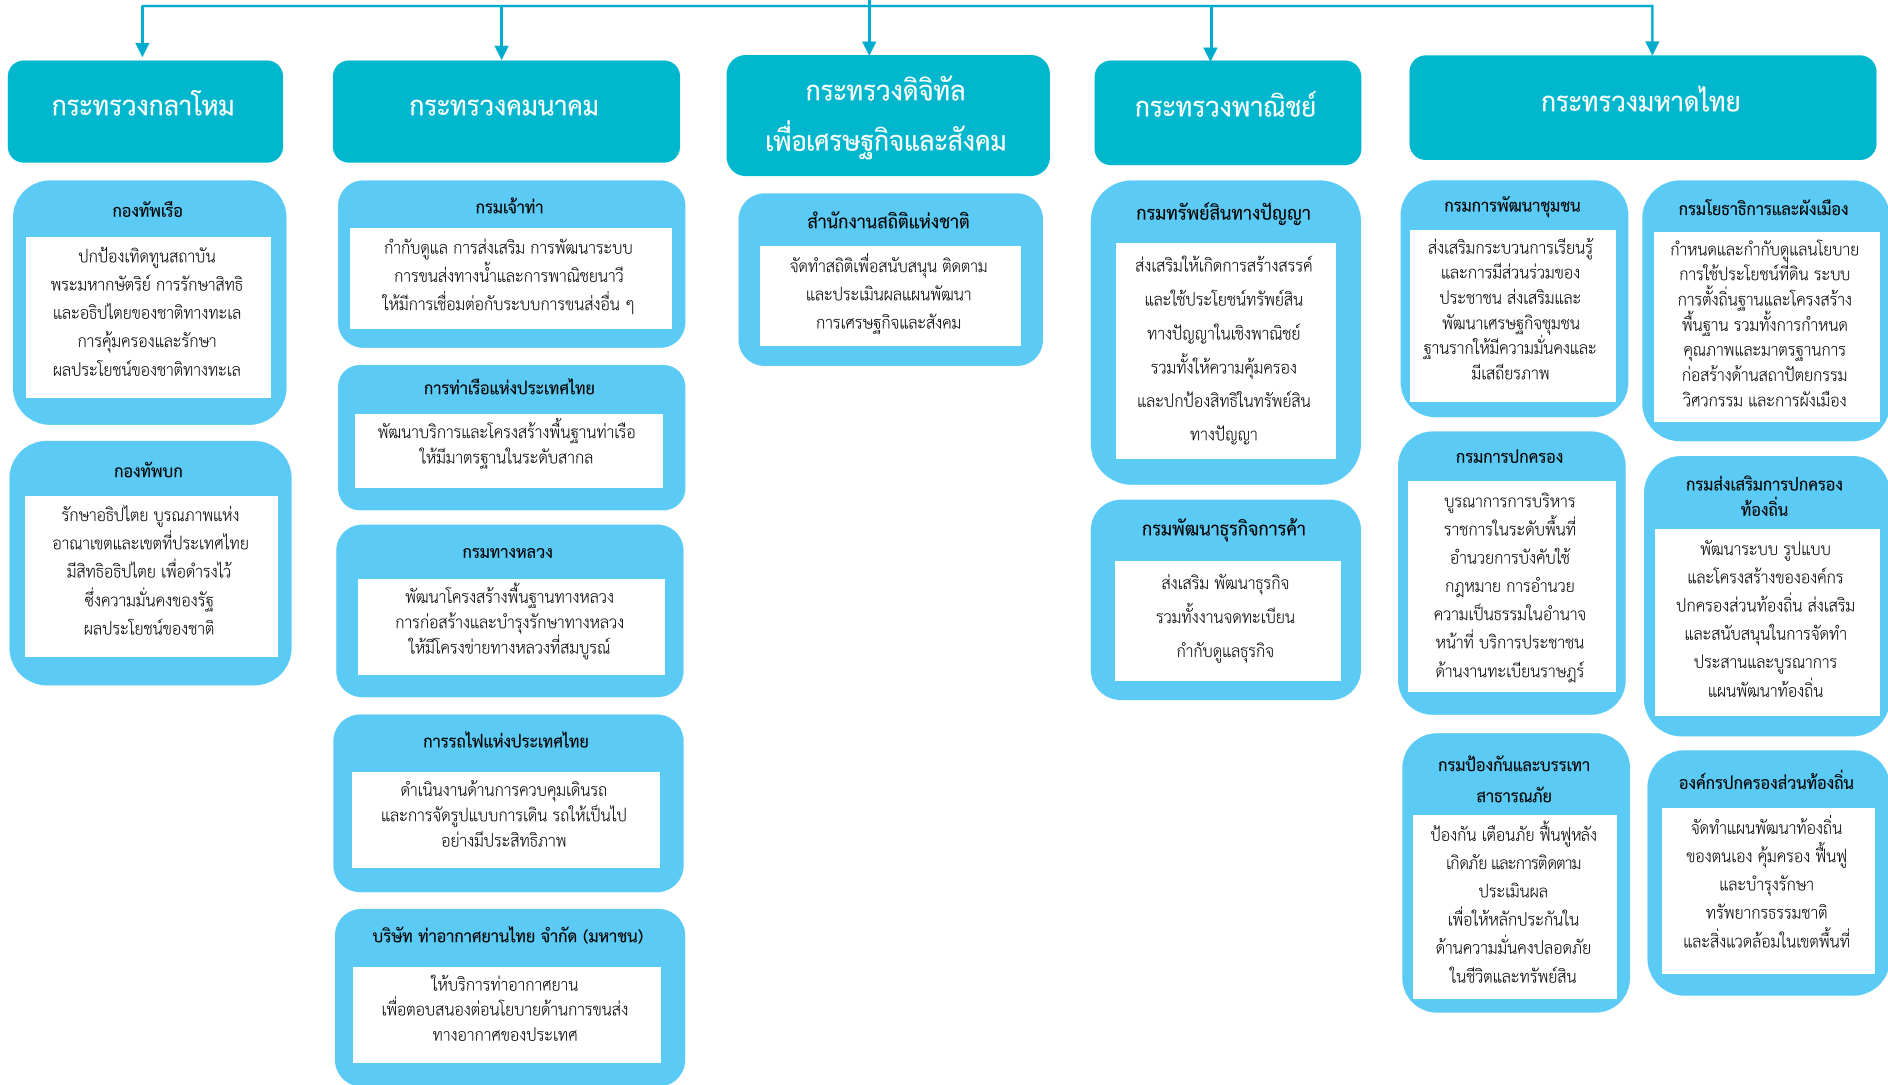 กระทรวงกลาโหม
กองทัพเรือ
ปกป้องเทิดทูนสถาบัน
พระมหากษัตริย์ การรักษาสิทธิ
และอธิปไตยของชาติทางทะเล
การคุ้มครองและรักษา
ผลประโยชน์ของชาติทางทะเล
กองทัพบก
รักษาอธิปไตย บูรณภาพแห่ง
อาณาเขตและเขตที่ประเทศไทย
มีสิทธิอธิปไตย เพื่อดำรงไว้
ซึ่งความมั่นคงของรัฐ
ผลประโยชน์ของชาติ
กระทรวงคมนาคม
กรมเจ้าท่า
กำกับดูแล การส่งเสริม การพัฒนาระบบ
การขนส่งทางน้ำและการพาณิชยนาวี
ให้มีการเชื่อมต่อกับระบบการขนส่งอื่น ๆ
การท่าเรือแห่งประเทศไทย
พัฒนาบริการและโครงสร้างพื้นฐานท่าเรือ
ให้มีมาตรฐานในระดับสากล
กรมทางหลวง
พัฒนาโครงสร้างพื้นฐานทางหลวง
การก่อสร้างและบำรุงรักษาทางหลวง
ให้มีโครงข่ายทางหลวงที่สมบูรณ์
การรถไฟแห่งประเทศไทย
ดำเนินงานด้านการควบคุมเดินรถ
และการจัดรูปแบบการเดิน รถให้เป็นไป
อย่างมีประสิทธิภาพ
บริษัท ท่าอากาศยานไทย จำกัด (มหาชน)
ให้บริการท่าอากาศยาน
เพื่อตอบสนองต่อนโยบายด้านการขนส่ง
ทางอากาศของประเทศ
กระทรวงดิจิทัล
เพื่อเศรษฐกิจและสังคม
สำนักงานสถิติแห่งชาติ
จัดทำสถิติเพื่อสนับสนุน ติดตาม
และประเมินผลแผนพัฒนา
การเศรษฐกิจและสังคม
กระทรวงพาณิชย์
กรมทรัพย์สินทางปัญญา
ส่งเสริมให้เกิดการสร้างสรรค์
และใช้ประโยชน์ทรัพย์สิน
ทางปัญญาในเชิงพาณิชย์
รวมทั้งให้ความคุ้มครอง
และปกป้องสิทธิในทรัพย์สิน
ทางปัญญา
กรมพัฒนาธุรกิจการค้า
ส่งเสริม พัฒนาธุรกิจ
รวมทั้งงานจดทะเบียน
กำกับดูแลธุรกิจ
กระทรวงมหาดไทย
กรมการพัฒนาชุมชน
ส่งเสริมกระบวนการเรียนรู้
และการมีส่วนร่วมของ
ประชาชน ส่งเสริมและ
พัฒนาเศรษฐกิจชุมชน
ฐานรากให้มีความมั่นคงและ
มีเสถียรภาพ
กรมการปกครอง
บูรณาการการบริหาร
ราชการในระดับพื้นที่
อำนวยการบังคับใช้
กฎหมาย การอำนวย
ความเป็นธรรมในอำนาจ
หน้าที่ บริการประชาชน
ด้านงานทะเบียนราษฎร์
กรมป้องกันและบรรเทา
สาธารณภัย
ป้องกัน เตือนภัย ฟื้นฟูหลัง
เกิดภัย และการติดตาม
ประเมินผล
เพื่อให้หลักประกันใน
ด้านความมั่นคงปลอดภัย
ในชีวิตและทรัพย์สิน
กรมโยธาธิการและผังเมือง
กำหนดและกำกับดูแลนโยบาย
การใช้ประโยชน์ที่ดิน ระบบ
การตั้งถิ่นฐานและโครงสร้าง
พื้นฐาน รวมทั้งการกำหนด
คุณภาพและมาตรฐานการ
ก่อสร้างด้านสถาปัตยกรรม
วิศวกรรม และการผังเมือง
กรมส่งเสริมการปกครอง
ท้องถิ่น
พัฒนาระบบ รูปแบบ
และโครงสร้างขององค์กร
ปกครองส่วนท้องถิ่น ส่งเสริม
และสนับสนุนในการจัดทำ
ประสานและบูรณาการ
แผนพัฒนาท้องถิ่น
องค์กรปกครองส่วนท้องถิ่น
จัดทำแผนพัฒนาท้องถิ่น
ของตนเอง คุ้มครอง ฟื้นฟู
และบำรุงรักษา
ทรัพยากรธรรมชาติ
และสิ่งแวดล้อมในเขตพื้นที่